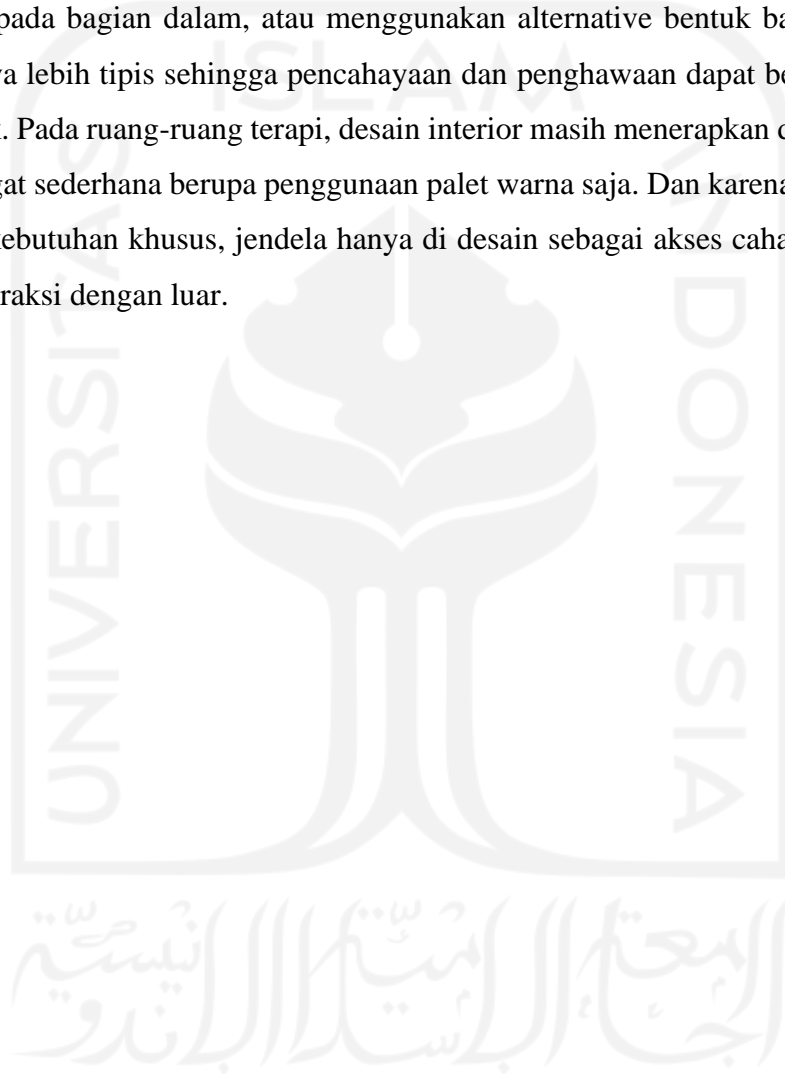 pada bagian dalam, atau menggunakan alternative bentuk ba
a lebih tipis sehingga pencahayaan dan penghawaan dapat be
. Pada ruang-ruang terapi, desain interior masih menerapkan d
gat sederhana berupa penggunaan palet warna saja. Dan karena
kebutuhan khusus, jendela hanya di desain sebagai akses caha
raksi dengan luar.
ISLAM
UNIVERSITAS
INDONESIA